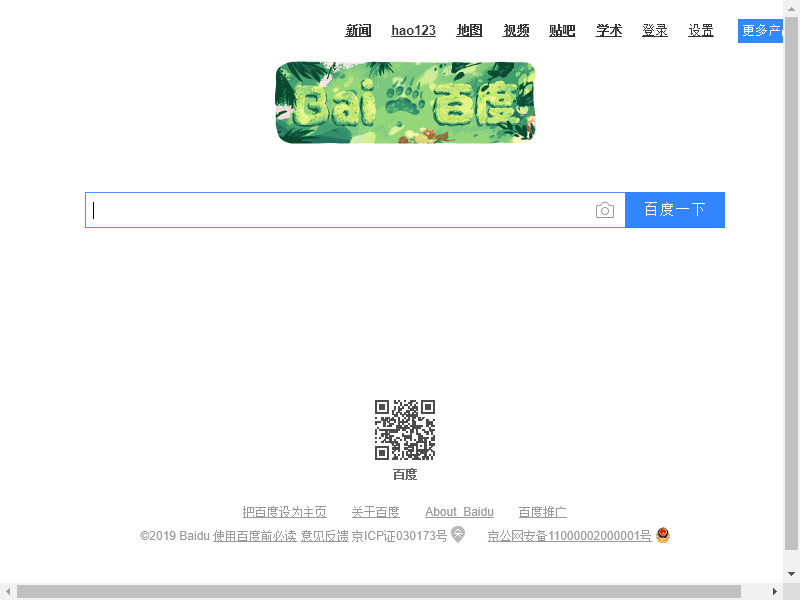 新闻 hao123 地图 视频 贴吧 学术 登录 设置 更多产
Bai 百度
百度一下
百度
把百度设为主页 关于百度 About Baidu 百度推广
©2019 Baidu 使用百度前必读 意见反馈 京ICP证030173号 京公网安备11000002000001号